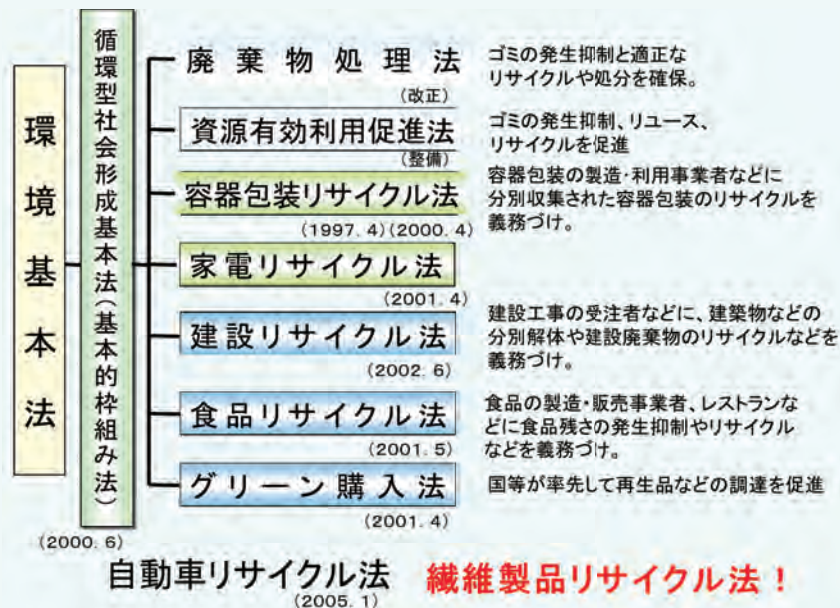 環境基本法
循環型社会形成基本法(基本的枠組み法)
(2000.6)
廃棄物処理法
(改正)
ゴミの発生抑制と適正な
リサイクルや処分を確保。
資源有効利用促進法
(整備)
ゴミの発生抑制、リユース、
リサイクルを促進
容器包装リサイクル法
(1997.4)(2000.4)
容器包装の製造・利用事業者などに
分別収集された容器包装のリサイクルを
義務づけ。
家電リサイクル法
(2001.4)
建設リサイクル法
(2002.6)
建設工事の受注者などに、建築物などの
分別解体や建設廃棄物のリサイクルなどを
義務づけ。
食品リサイクル法
(2001.5)
食品の製造・販売事業者、レストランな
どに食品残さの発生抑制やリサイクル
などを義務づけ。
グリーン購入法
(2001.4)
国等が率先して再生品などの調達を促進
自動車リサイクル法
(2005.1)
繊維製品リサイクル法!